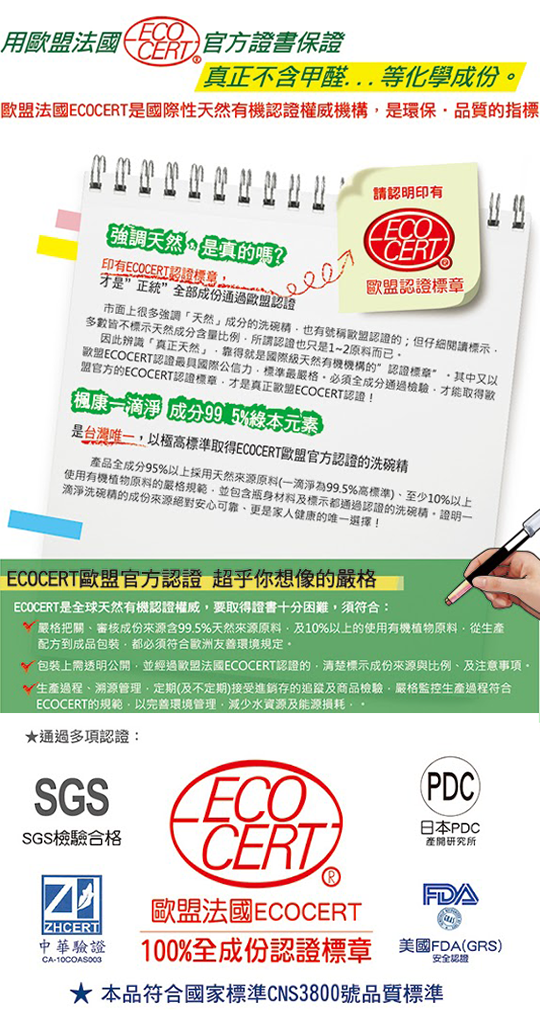 用歐盟法國 ECO CERT® 官方證書保證
真正不含甲醛...等化學成份。
歐盟法國ECOCERT是國際性天然有機認證權威機構，是環保・品質的指標
請認明印有
ECO
CERT®
歐盟認證標章
強調天然 是真的嗎?
印有ECOCERT認證標章，
才是"正統"全部成份通過歐盟認證
市面上很多強調「天然」成分的洗碗精，也有號稱歐盟認證的；但仔細閱讀標示，
多數皆不標示天然成分含量比例，所謂認證也只是1~2原料而已。
因此辨識「真正天然」，靠得就是國際級天然有機機構的"認證標章"。其中又以
歐盟ECOCERT認證最具國際公信力，標準最嚴格。必須全成分通過檢驗，才能取得歐
盟官方的ECOCERT認證標章，才是真正歐盟ECOCERT認證！
楓康一滴淨 成分99.5%綠本元素
是台灣唯一，以極高標準取得ECOCERT歐盟官方認證的洗碗精
產品全成分95%以上採用天然來源原料(一滴淨為99.5%高標準)、至少10%以上
使用有機植物原料的嚴格規範，並包含瓶身材料及標示都通過認證的洗碗精。證明一
滴淨洗碗精的成份來源絕對安心可靠、更是家人健康的唯一選擇！
ECOCERT歐盟官方認證 超乎你想像的嚴格
ECOCERT是全球天然有機認證權威，要取得證書十分困難，須符合：
嚴格把關、審核成份來源含99.5%天然來源原料，及10%以上的使用有機植物原料，從生產
配方到成品包裝，都必須符合歐洲友善環境規定。
包裝上需透明公開，並經過歐盟法國ECOCERT認證的，清楚標示成份來源與比例、及注意事項。
生產過程、溯源管理，定期(及不定期)接受進銷存的追蹤及商品檢驗，嚴格監控生產過程符合
ECOCERT的規範，以完善環境管理，減少水資源及能源損耗，。
★通過多項認證：
SGS
SGS檢驗合格
ECO
CERT®
PDC
日本PDC
產開研究所
ZHCERT
中華驗證
CA-10COAS003
歐盟法國ECOCERT
100%全成份認證標章
FDA
美國FDA(GRS)
安全認證
★ 本品符合國家標準CNS3800號品質標準